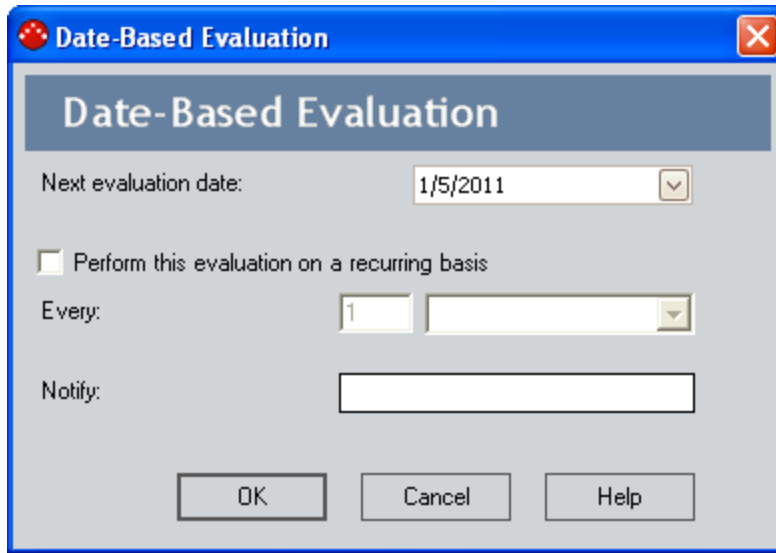 Date-Based Evaluation
Date-Based Evaluation
Next evaluation date: 1/5/2011
Perform this evaluation on a recurring basis
Every: 1
Notify:
OK Cancel Help